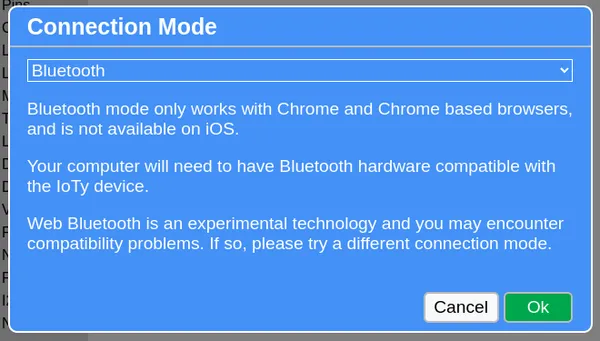 Pins
Connection Mode
Bluetooth
Bluetooth mode only works with Chrome and Chrome based browsers,
and is not available on iOS.
Your computer will need to have Bluetooth hardware compatible with
the IoTy device.
Web Bluetooth is an experimental technology and you may encounter
compatibility problems. If so, please try a different connection mode.
Cancel Ok